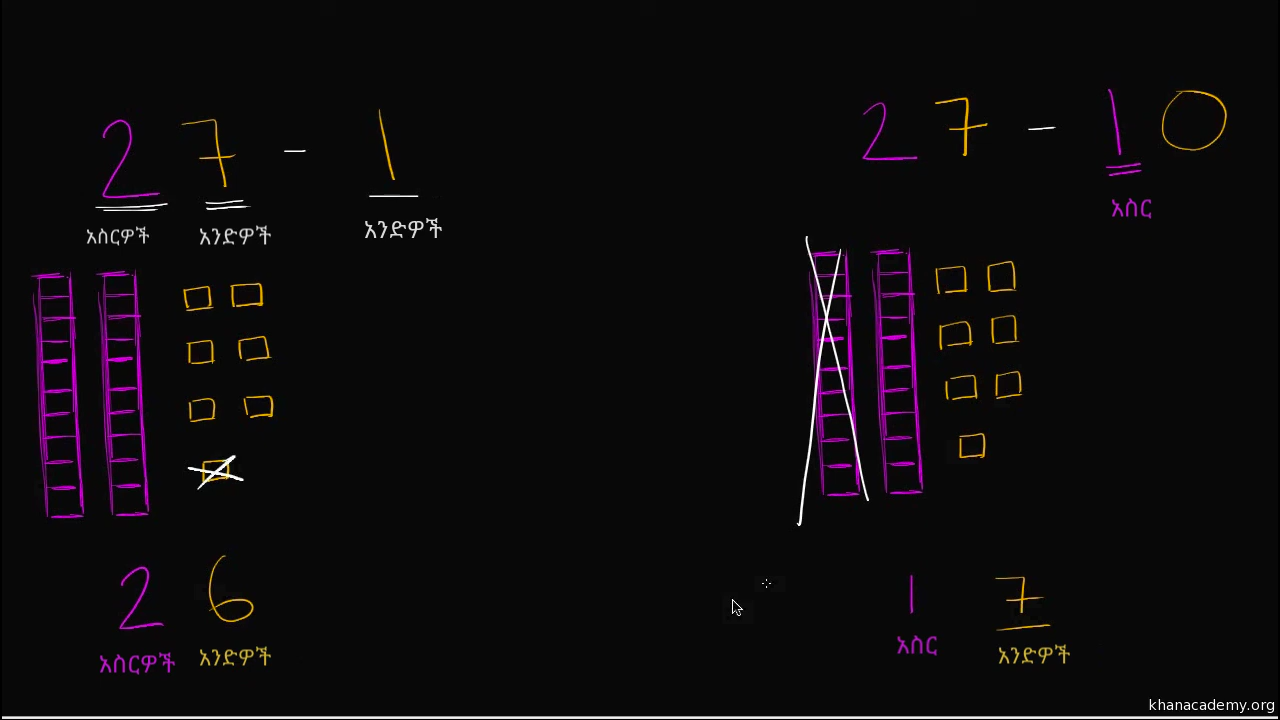 27 - 1
አስርዎች አንድዎች አንድዎች
26
አስርዎች አንድዎች
27 - 10
አስር
17
አስር አንድዎች
khanacademy.org